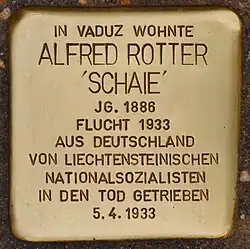 IN VADUZ WOHNTE
ALFRED ROTTER
'SCHAIE'
JG. 1886
FLUCHT 1933
AUS DEUTSCHLAND
VON LIECHTENSTEINISCHEN
NATIONALSOZIALISTEN
IN DEN TOD GETRIEBEN
5.4.1933